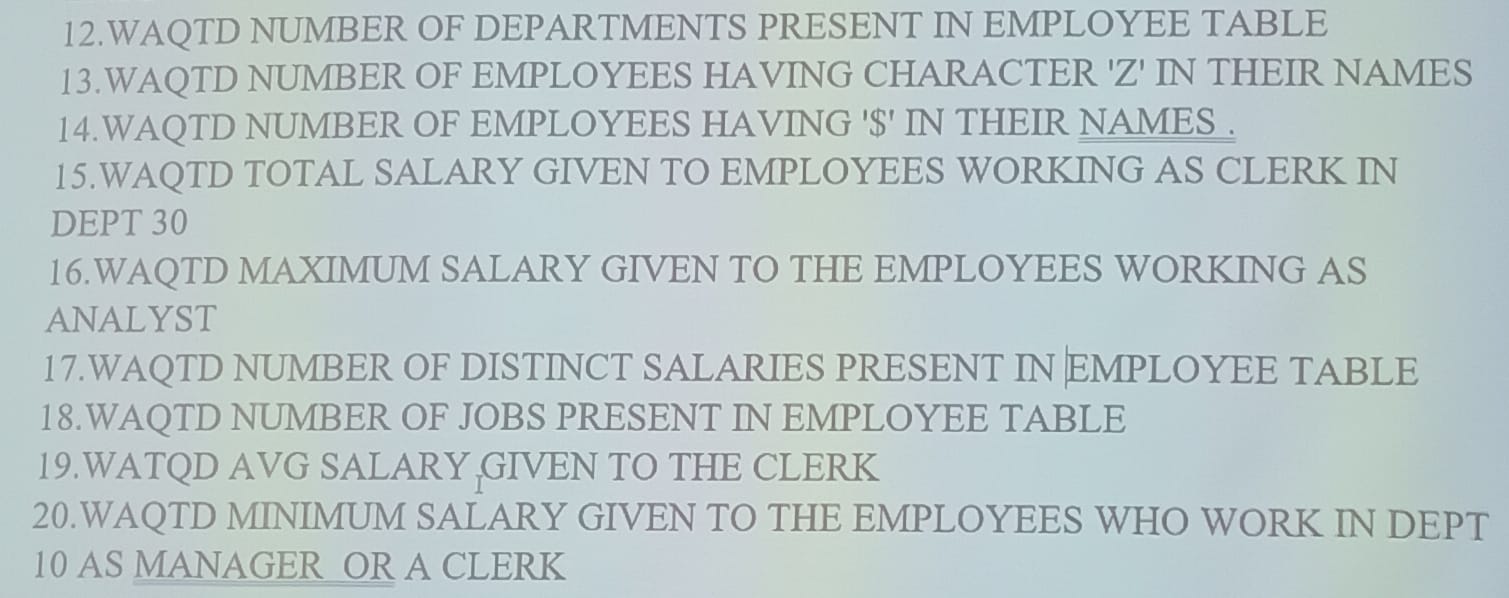 12.WAQTD NUMBER OF DEPARTMENTS PRESENT IN EMPLOYEE TABLE
13.WAQTD NUMBER OF EMPLOYEES HAVING CHARACTER 'Z' IN THEIR NAMES
14.WAQTD NUMBER OF EMPLOYEES HAVING '$' IN THEIR NAMES .
15.WAQTD TOTAL SALARY GIVEN TO EMPLOYEES WORKING AS CLERK IN
DEPT 30
16.WAQTD MAXIMUM SALARY GIVEN TO THE EMPLOYEES WORKING AS
ANALYST
17.WAQTD NUMBER OF DISTINCT SALARIES PRESENT IN EMPLOYEE TABLE
18.WAQTD NUMBER OF JOBS PRESENT IN EMPLOYEE TABLE
19.WATQD AVG SALARY GIVEN TO THE CLERK
20.WAQTD MINIMUM SALARY GIVEN TO THE EMPLOYEES WHO WORK IN DEPT
10 AS MANAGER OR A CLERK